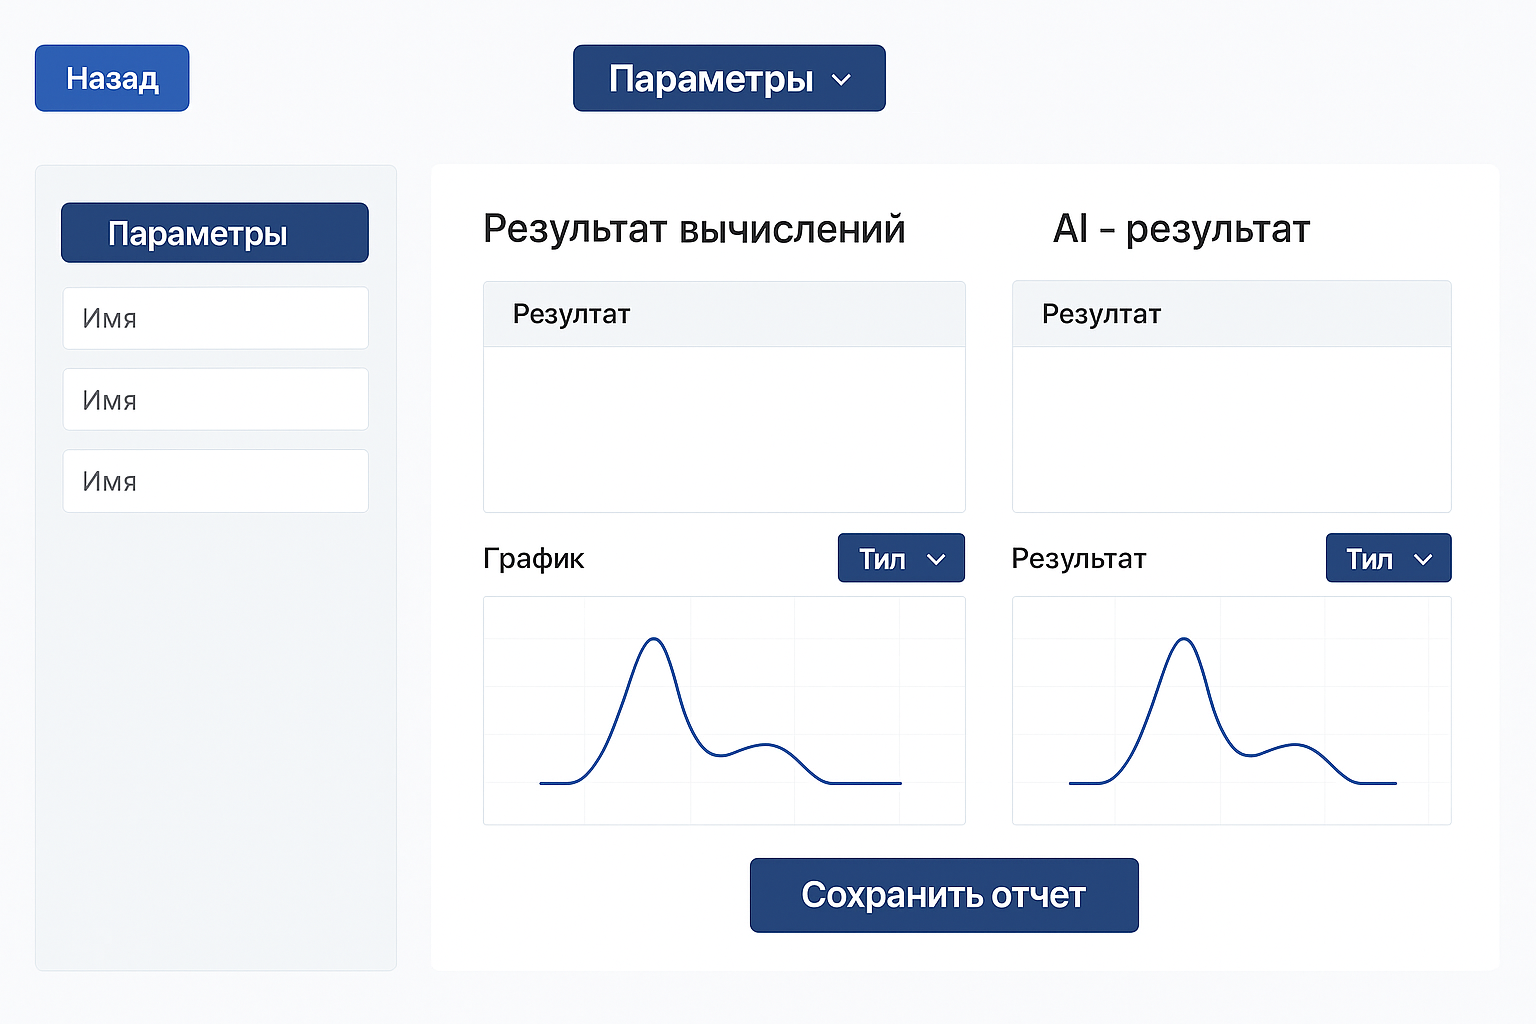 Назад
Параметры
Параметры
Имя
Имя
Имя
Результат вычислений
AI - результат
Резултат
Резултат
График
Тил
Результат
Тил
Сохранить отчет